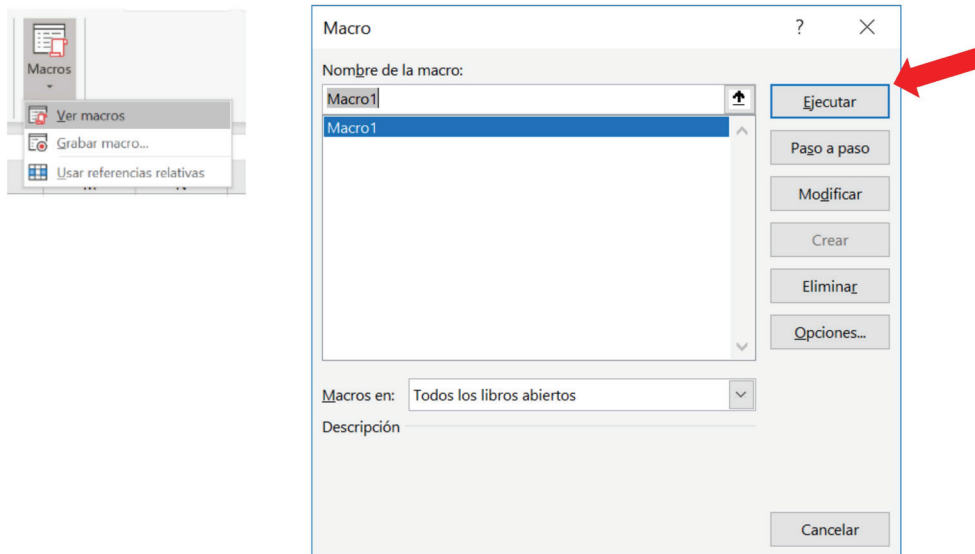 Macros
Ver macros
Grabar macro...
Usar referencias relativas
Macro
?
Nombre de la macro:
Macro1
Macro1
Ejecutar
Paso a paso
Modificar
Crear
Eliminar
Opciones...
Macros en:
Todos los libros abiertos
Descripción
Cancelar